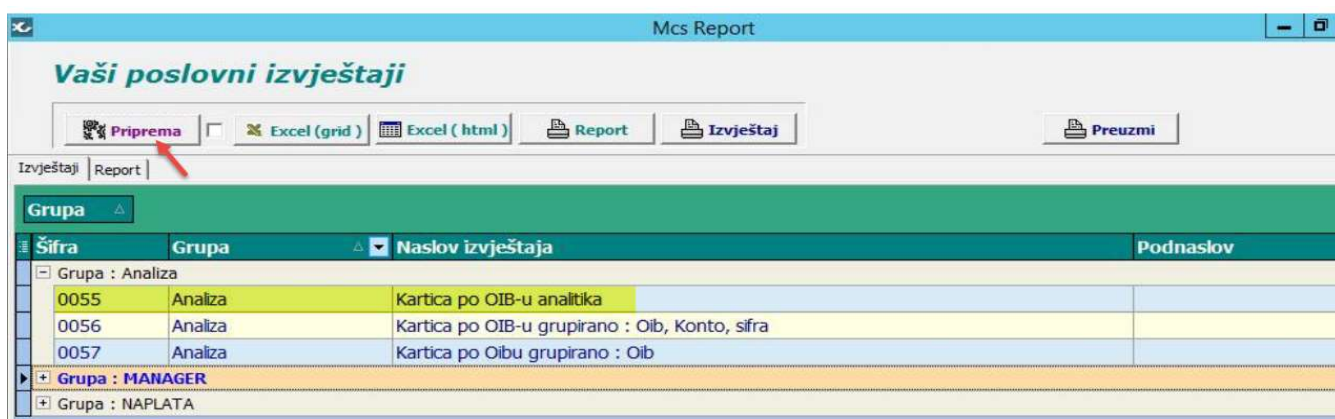 Mcs Report
Vaši poslovni izvještaji
Priprema Excel (grid ) Excel ( html ) Report Izvještaj Preuzmi
Izvještaji Report
Grupa
Šifra Grupa Naslov izvještaja Podnaslov
Grupa : Analiza
0055 Analiza Kartica po OIB-u analitika
0056 Analiza Kartica po OIB-u grupirano : Oib, Konto, sifra
0057 Analiza Kartica po Oibu grupirano : Oib
Grupa : MANAGER
Grupa : NAPLATA